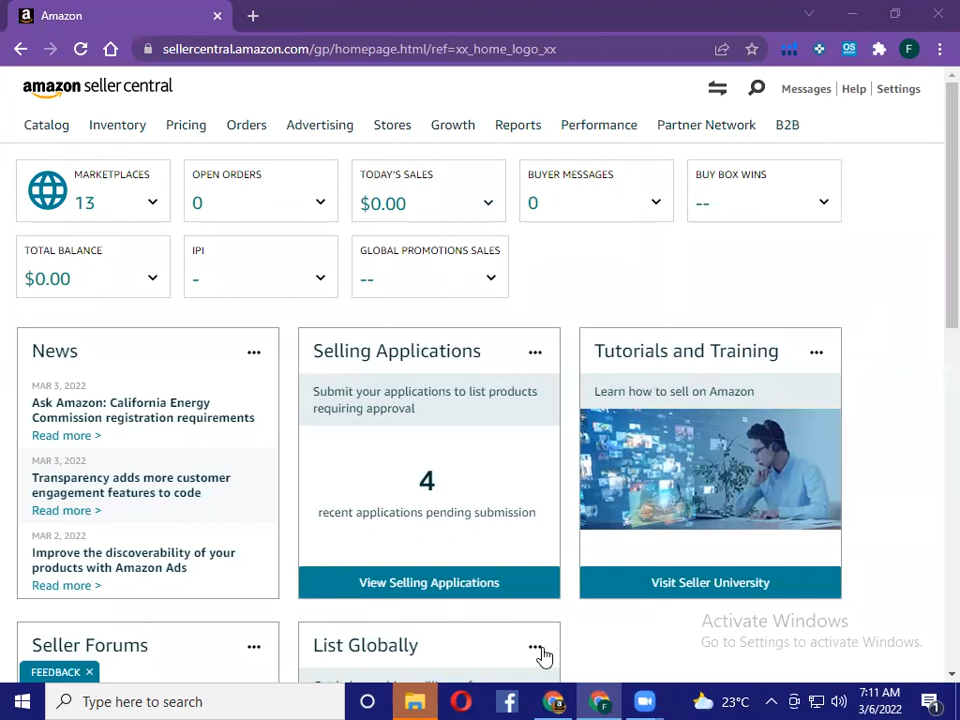 Amazon
sellercentral.amazon.com/gp/homepage.html/ref=xx_home_logo_xx
OS
F
amazon seller central
Messages | Help | Settings
Catalog Inventory Pricing Orders Advertising Stores Growth Reports Performance Partner Network B2B
MARKETPLACES
13
OPEN ORDERS
0
TODAY'S SALES
$0.00
BUYER MESSAGES
0
BUY BOX WINS
--
TOTAL BALANCE
$0.00
IPI
-
GLOBAL PROMOTIONS SALES
--
News
MAR 3, 2022
Ask Amazon: California Energy
Commission registration requirements
Read more >
MAR 3, 2022
Transparency adds more customer
engagement features to code
Read more >
MAR 2, 2022
Improve the discoverability of your
products with Amazon Ads
Read more >
Selling Applications
Submit your applications to list products
requiring approval
4
recent applications pending submission
View Selling Applications
Tutorials and Training
Learn how to sell on Amazon
Visit Seller University
Activate Windows
Go to Settings to activate Windows.
Seller Forums
List Globally
FEEDBACK ×
Type here to search
23°C
7:11 AM
3/6/2022
1